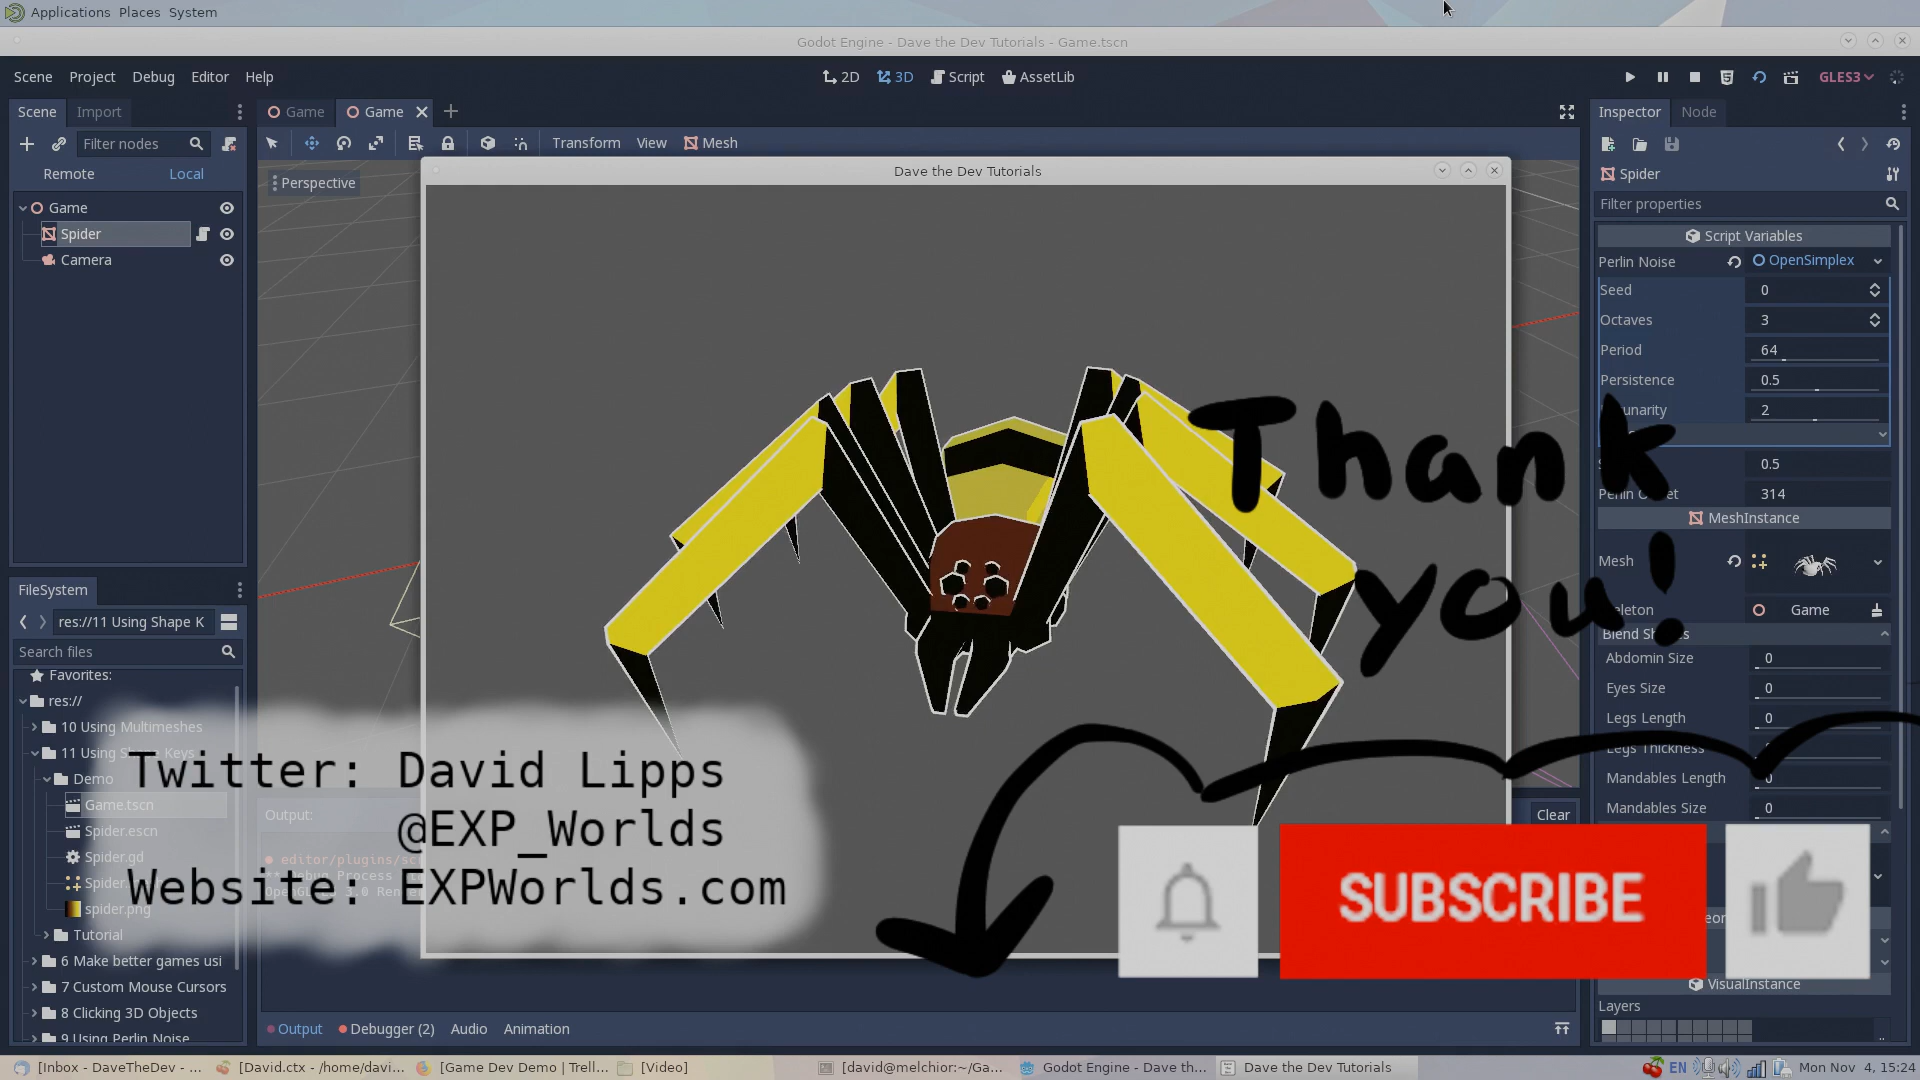 Applications Places System
Godot Engine - Dave the Dev Tutorials - Game.tscn
Scene Project Debug Editor Help
2D 3D Script AssetLib
GLES3
Scene Import
Game Game
Inspector Node
Filter nodes
Transform View Mesh
Remote Local
Perspective
Dave the Dev Tutorials
Spider
Filter properties
Game
Spider
Camera
Script Variables
Perlin Noise OpenSimplex
Seed 0
Octaves 3
Period 64
Persistence 0.5
2
0.5
314
MeshInstance
Mesh
Game
Abdomin Size 0
Eyes Size 0
Legs Length 0
Legs Thickness
Mandables Length 0
Mandables Size 0
Thank
you!
FileSystem
res://11 Using Shape K
Search files
Favorites:
res://
10 Using Multimeshes
11 Using Shape Keys
Demo
Game.tscn
Spider.escn
Spider.gd
spider.png
Tutorial
6 Make better games usi
7 Custom Mouse Cursors
8 Clicking 3D Objects
9 Using Perlin Noise
Twitter: David Lipps
@EXP_Worlds
Website: EXPWorlds.com
Output:
Clear
SUBSCRIBE
VisualInstance
Layers
Output Debugger (2) Audio Animation
[Inbox - DaveTheDev - ... [David.ctx - /home/davi... [Game Dev Demo | Trell... [Video] [david@melchior:~/Ga... Godot Engine - Dave th... Dave the Dev Tutorials EN Mon Nov 4, 15:24